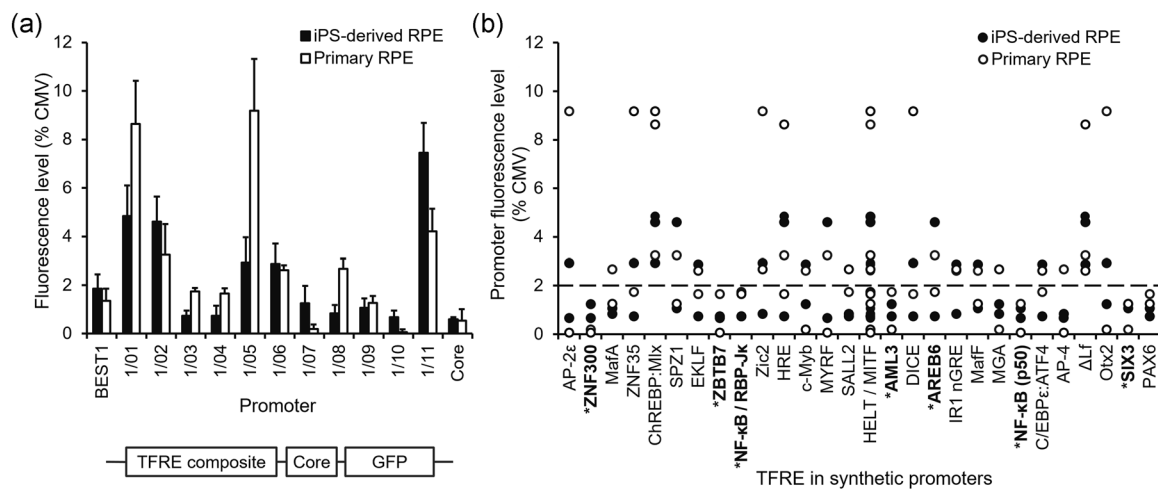 (a)
Fluorescence level (% CMV)
12
10
8
6
4
2
0
iPS-derived RPE
Primary RPE
BEST1
1/01
1/02
1/03
1/04
1/05
1/06
1/07
1/08
1/09
1/10
1/11
Core
Promoter
TFRE composite
Core
GFP
(b)
Promoter fluorescence level
(% CMV)
12
10
8
6
4
2
0
iPS-derived RPE
Primary RPE
AP-2ε
*ZNF300
MafA
ZNF35
ChREBP:Mlx
SPZ1
EKLF
*ZBTB7
*NF-κB / RBP-Jκ
Zic2
HRE
c-Myb
MYRF
SALL2
HELT / MITF
*AML3
DICE
*AREB6
IR1 nGRE
MafF
MGA
*NF-κB (p50)
C/EBPε:ATF4
AP-4
ΔLf
Otx2
*SIX3
PAX6
TFRE in synthetic promoters